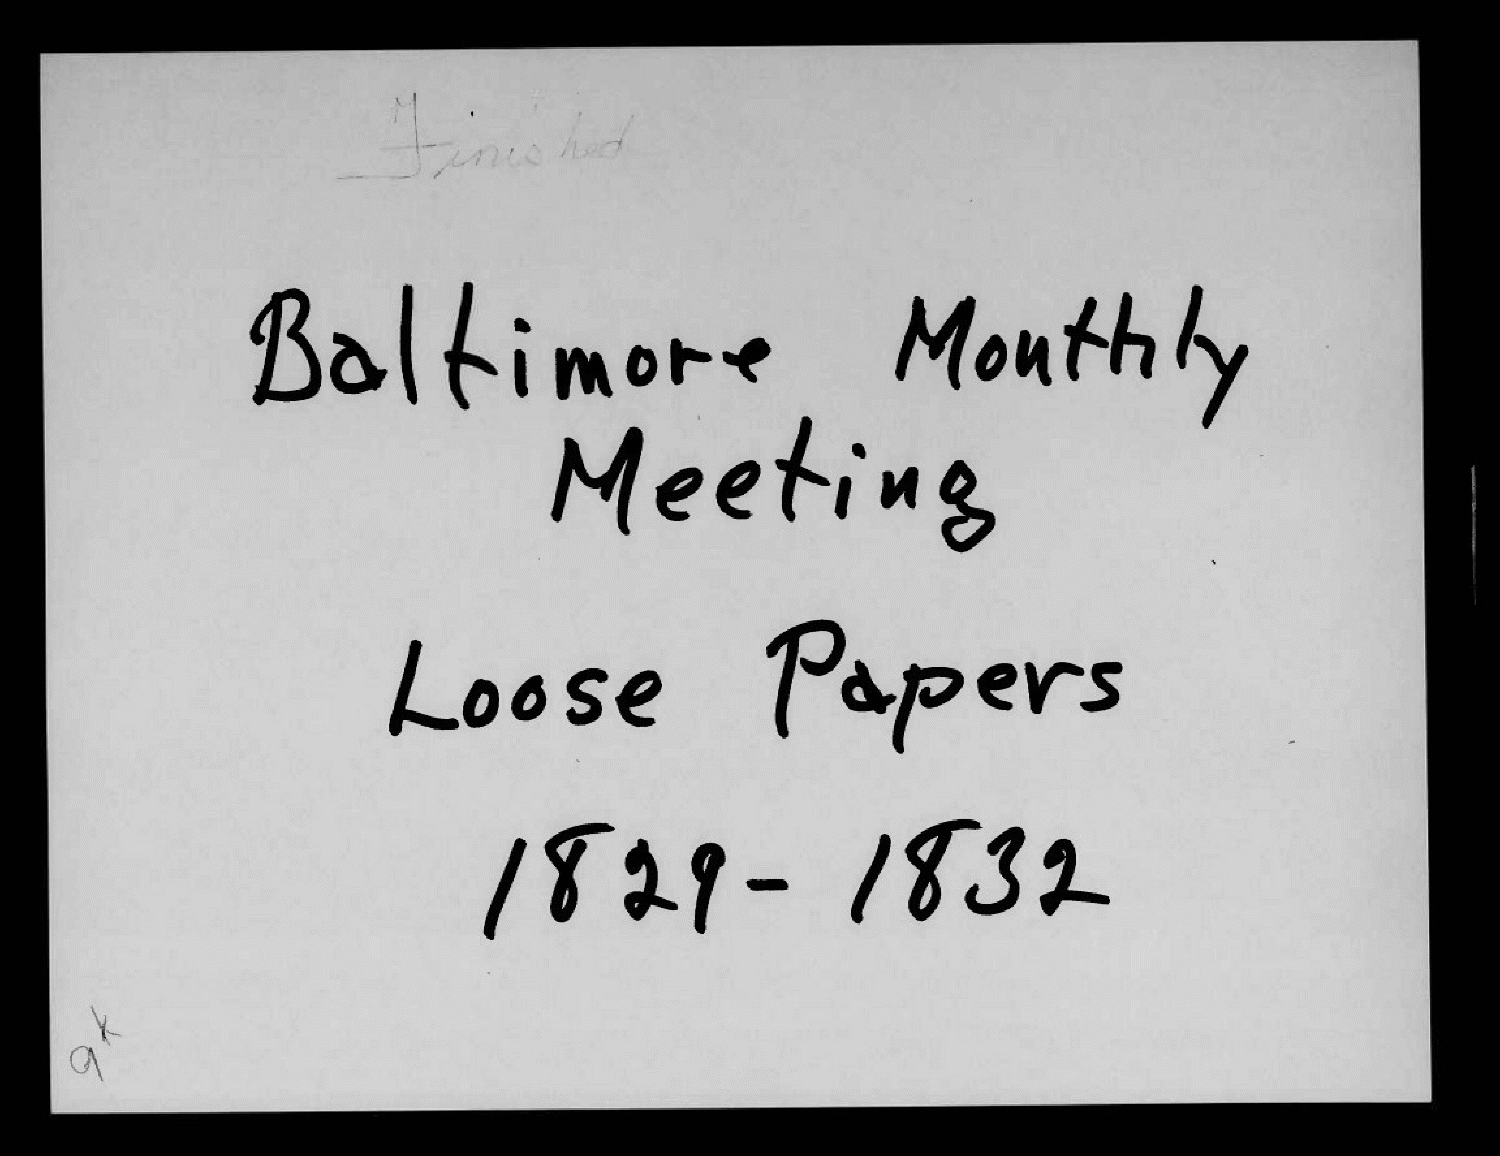 Finished
Baltimore Monthly
Meeting
Loose Papers
1829-1832